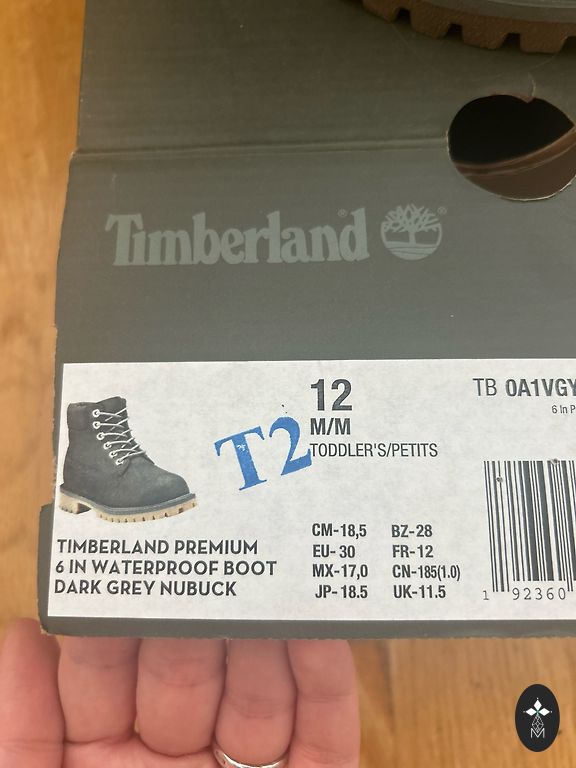 Timberland®
®
12
M/M
TODDLER'S/PETITS
T2
TB 0A1VGY
6 In P
CM-18,5 BZ-28
EU- 30 FR-12
MX-17,0 CN-185(1.0)
JP- 18.5 UK-11.5
TIMBERLAND PREMIUM
6 IN WATERPROOF BOOT
DARK GREY NUBUCK
1 92360
M